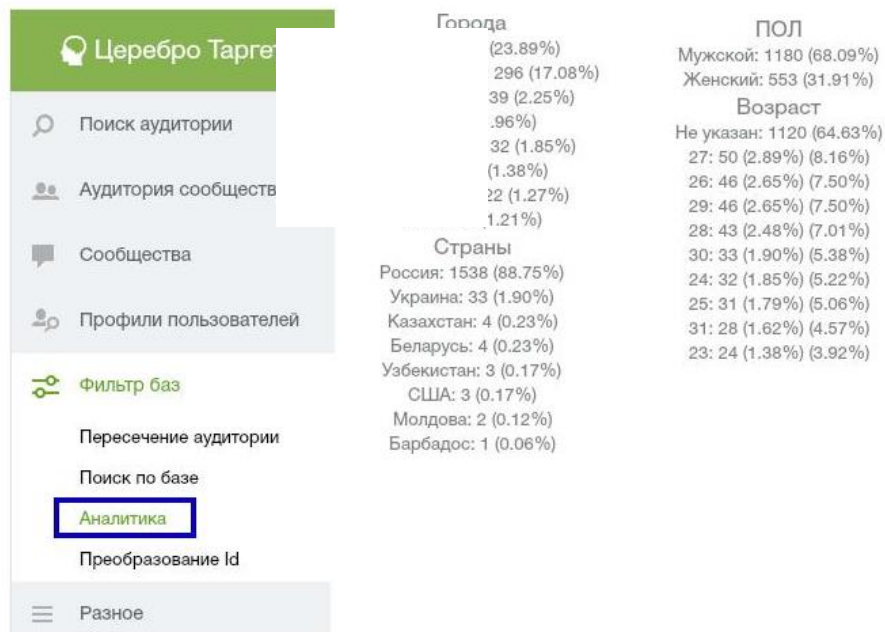 Церебро Тарге
Поиск аудитории
Аудитория сообществ
Сообщества
Профили пользователей
Фильтр баз
Пересечение аудитории
Поиск по базе
Аналитика
Преобразование Id
Разное
Города
(23.89%)
296 (17.08%)
39 (2.25%)
.96%)
32 (1.85%)
(1.38%)
22 (1.27%)
1.21%)
Страны
Россия: 1538 (88.75%)
Украина: 33 (1.90%)
Казахстан: 4 (0.23%)
Беларусь: 4 (0.23%)
Узбекистан: 3 (0.17%)
США: 3 (0.17%)
Молдова: 2 (0.12%)
Барбадос: 1 (0.06%)
ПОЛ
Мужской: 1180 (68.09%)
Женский: 553 (31.91%)
Возраст
Не указан: 1120 (64.63%)
27: 50 (2.89%) (8.16%)
26: 46 (2.65%) (7.50%)
29: 46 (2.65%) (7.50%)
28: 43 (2.48%) (7.01%)
30: 33 (1.90%) (5.38%)
24: 32 (1.85%) (5.22%)
25: 31 (1.79%) (5.06%)
31: 28 (1.62%) (4.57%)
23: 24 (1.38%) (3.92%)